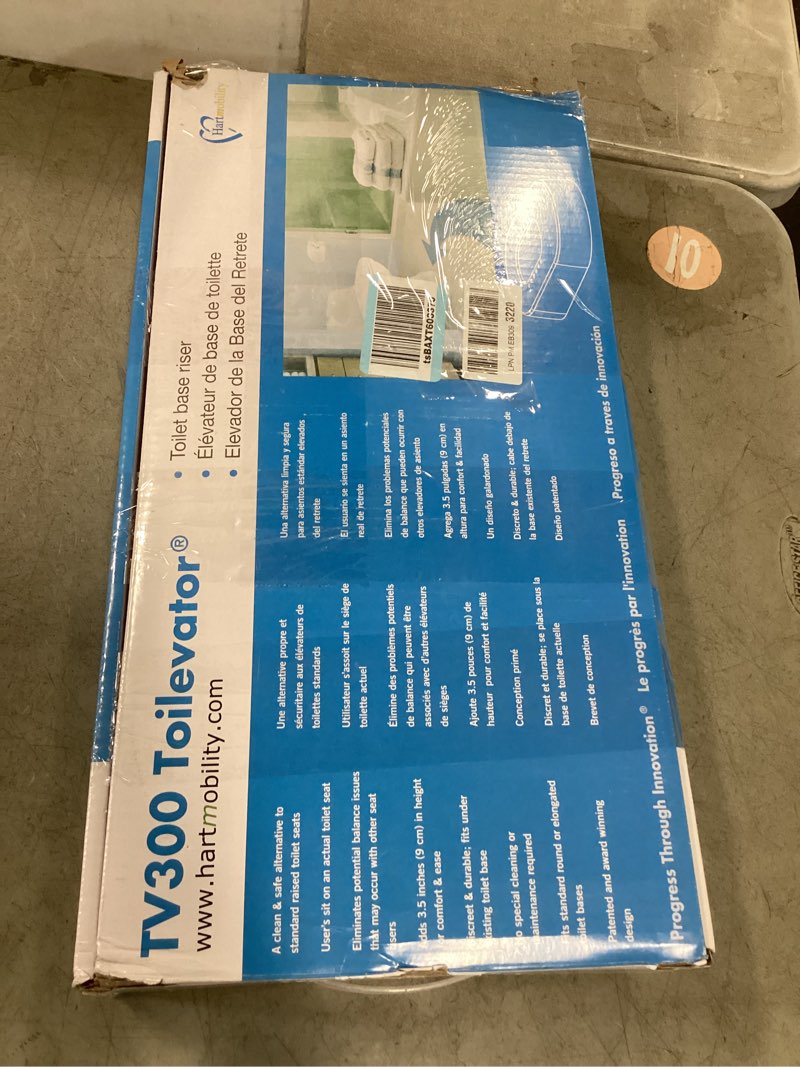 TV300 Toilevator®
www.hartmobility.com
• Toilet base riser
• Élévateur de base de toilette
• Elevador de la Base del Retrete
Hartmobility
A clean & safe alternative to
standard raised toilet seats
User's sit on an actual toilet seat
Eliminates potential balance issues
that may occur with other seat
isers
dds 3.5 inches (9 cm) in height
r comfort & ease
iscreet & durable; fits under
isting toilet base
o special cleaning or
aintenance required
its standard round or elongated
oilet bases
Patented and award winning
design
Une alternative propre et
sécuritaire aux élévateurs de
toilettes standards
Utilisateur s'assoit sur le siège de
toilette actuel
Élimine des problèmes potentiels
de balance qui peuvent être
associés avec d'autres élévateurs
de sièges
Ajoute 3.5 pouces (9 cm) de
hauteur pour confort et facilité
Conception primé
Discret et durable; se place sous la
base de toilette actuelle
Brevet de conception
Una alternativa limpia y segura
para asientos estándar elevados
del retrete
El usuario se sienta en un asiento
real de retrete
Elimina los problemas potenciales
de balance que pueden ocurrir con
otros elevadores de asiento
Agrega 3.5 pulgadas (9 cm) en
altura para confort & facilidad
Un diseño galardonado
Discreto & durable; cabe debajo de
la base existente del retrete
Diseño patentado
Progress Through Innovation® Le progrès par l'innovation Progreso a traves de innovación
3220
10